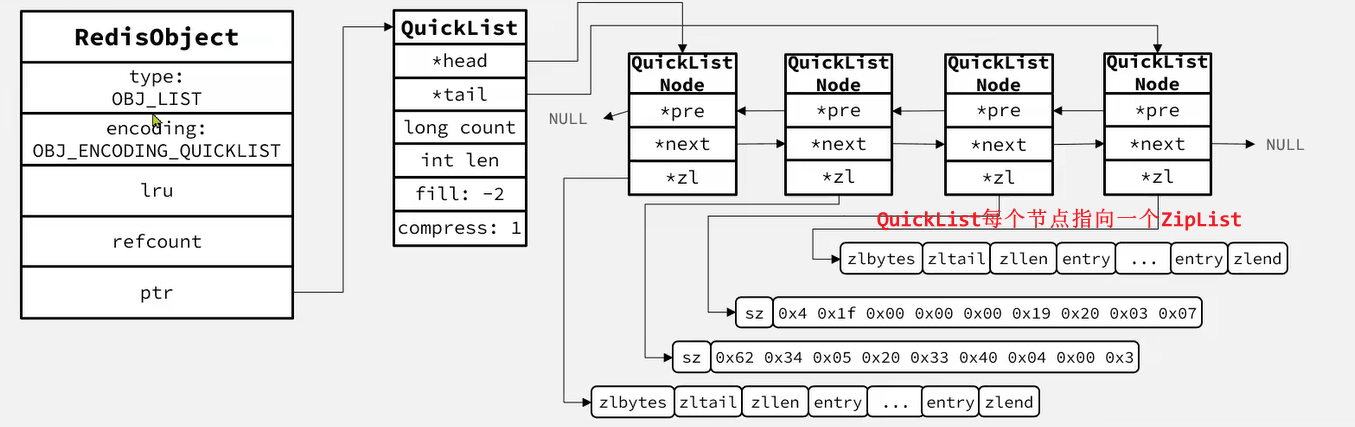 RedisObject
type:
OBJ_LIST
encoding:
OBJ_ENCODING_QUICKLIST
lru
refcount
ptr
QuickList
*head
*tail
long count
int len
fill: -2
compress: 1
NULL
QuickList
Node
*pre
*next
*zl
QuickList
Node
*pre
*next
*zl
QuickList
Node
*pre
*next
*zl
QuickList
Node
*pre
*next
*zl
NULL
QuickList每个节点指向一个ZipList
zlbytes zltail zllen entry ... entry zlend
sz 0x4 0x1f 0x00 0x00 0x00 0x19 0x20 0x03 0x07
sz 0x62 0x34 0x05 0x20 0x33 0x40 0x04 0x00 0x3
zlbytes zltail zllen entry ... entry zlend